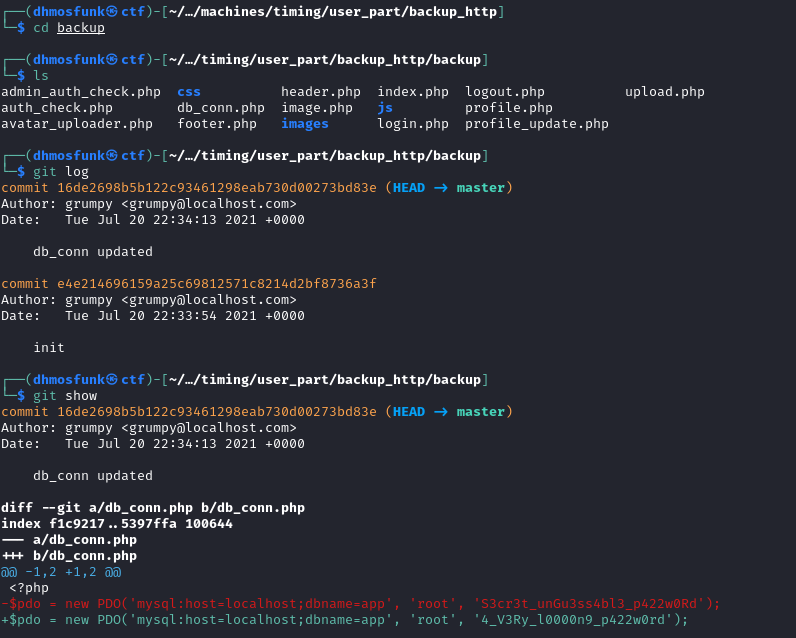 ┌──(dhmosfunk㉿ctf)-[~/…/machines/timing/user_part/backup_http]
└─$ cd backup
┌──(dhmosfunk㉿ctf)-[~/…/timing/user_part/backup_http/backup]
└─$ ls
admin_auth_check.php  css          header.php  index.php  logout.php          upload.php
auth_check.php        db_conn.php  image.php   js         profile.php
avatar_uploader.php   footer.php   images      login.php  profile_update.php
┌──(dhmosfunk㉿ctf)-[~/…/timing/user_part/backup_http/backup]
└─$ git log
commit 16de2698b5b122c93461298eab730d00273bd83e (HEAD -> master)
Author: grumpy <grumpy@localhost.com>
Date:   Tue Jul 20 22:34:13 2021 +0000
    db_conn updated
commit e4e214696159a25c69812571c8214d2bf8736a3f
Author: grumpy <grumpy@localhost.com>
Date:   Tue Jul 20 22:33:54 2021 +0000
    init
┌──(dhmosfunk㉿ctf)-[~/…/timing/user_part/backup_http/backup]
└─$ git show
commit 16de2698b5b122c93461298eab730d00273bd83e (HEAD -> master)
Author: grumpy <grumpy@localhost.com>
Date:   Tue Jul 20 22:34:13 2021 +0000
    db_conn updated
diff --git a/db_conn.php b/db_conn.php
index f1c9217..5397ffa 100644
--- a/db_conn.php
+++ b/db_conn.php
@@ -1,2 +1,2 @@
 <?php
-$pdo = new PDO('mysql:host=localhost;dbname=app', 'root', 'S3cr3t_unGu3ss4bl3_p422w0Rd');
+$pdo = new PDO('mysql:host=localhost;dbname=app', 'root', '4_V3Ry_l0000n9_p422w0rd');